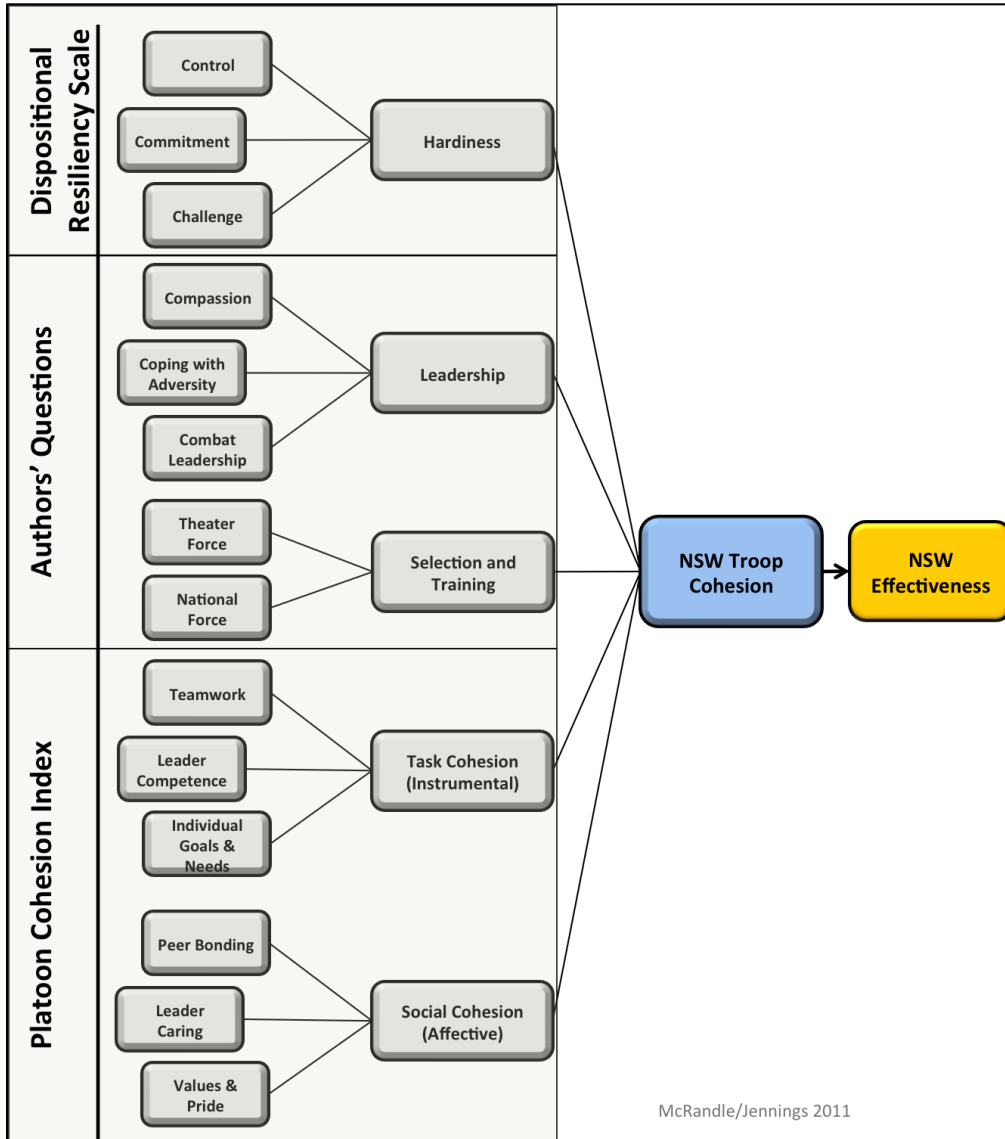 Dispositional
Resiliency Scale
Control
Commitment
Challenge
Hardiness
Authors' Questions
Compassion
Coping with
Adversity
Combat
Leadership
Leadership
Theater
Force
National
Force
Selection and
Training
Platoon Cohesion Index
Teamwork
Leader
Competence
Individual
Goals &
Needs
Task Cohesion
(Instrumental)
Peer Bonding
Leader
Caring
Values &
Pride
Social Cohesion
(Affective)
NSW Troop
Cohesion
NSW
Effectiveness
McRandle/Jennings 2011